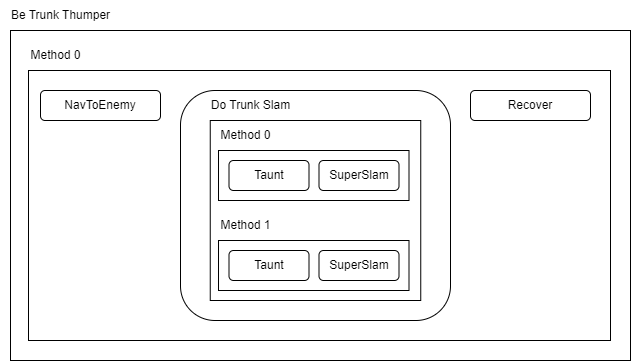 Be Trunk Thumper
Method 0
NavToEnemy
Do Trunk Slam
Recover
Method 0
Taunt
SuperSlam
Method 1
Taunt
SuperSlam